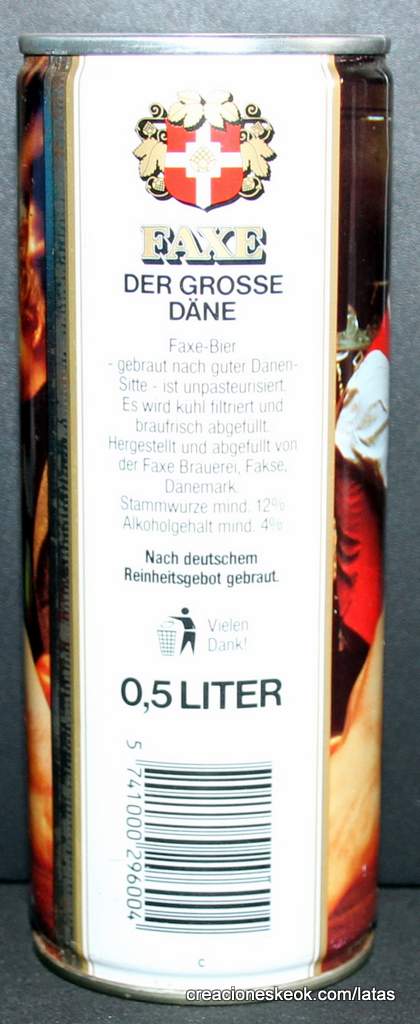 FAXE
DER GROSSE
DÄNE
Faxe-Bier
- gebraut nach guter Dänen-
Sitte - ist unpasteurisiert.
Es wird kühl filtriert und
braufrisch abgefüllt.
Hergestellt und abgefüllt von
der Faxe Brauerei, Fakse,
Dänemark.
Stammwürze mind. 12%
Alkoholgehalt mind. 4%
Nach deutschem
Reinheitsgebot gebraut.
Vielen
Dank!
0,5 LITER
5 741000 296004
C
creacioneskeok.com/latas